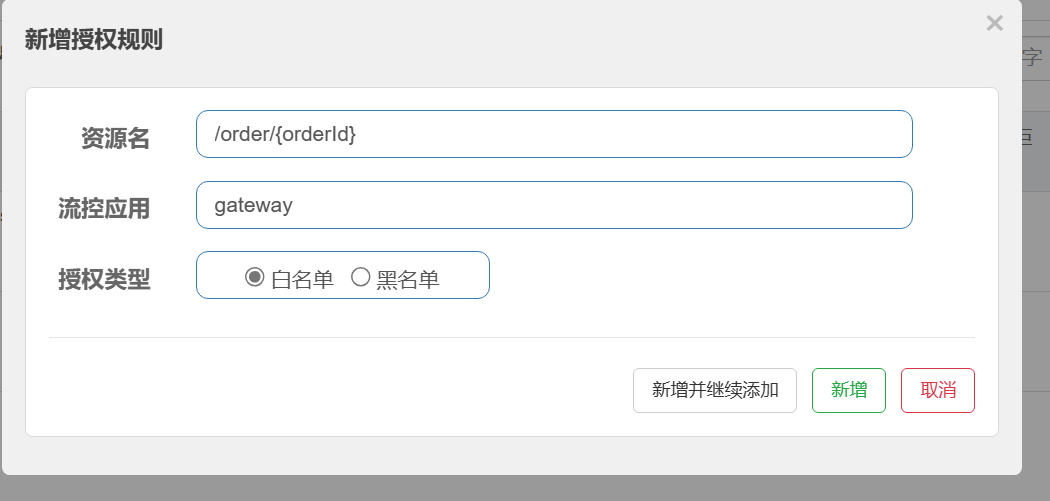 新增授权规则
×
字
资源名 /order/{orderId}
流控应用 gateway
授权类型 白名单 黑名单
新增并继续添加 新增 取消